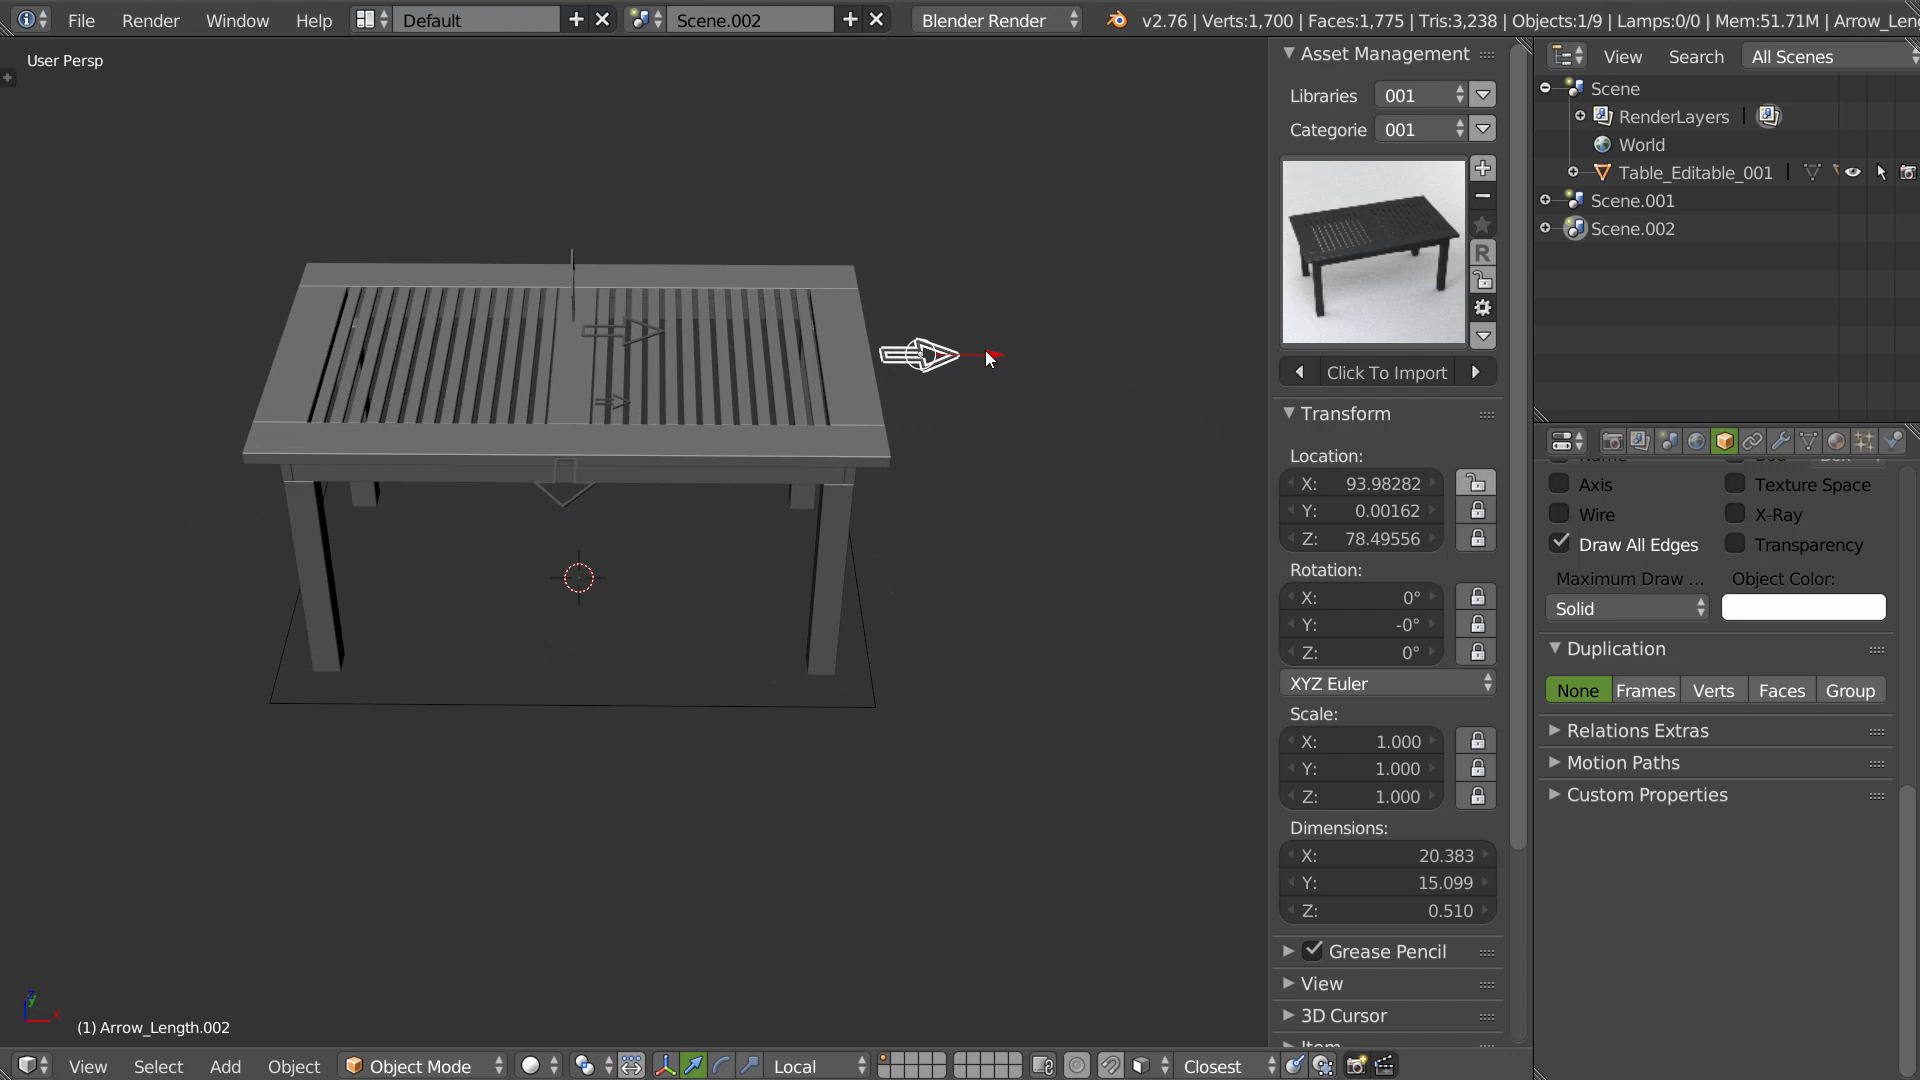 File Render Window Help Default Scene.002 Blender Render v2.76 | Verts:1,700 | Faces:1,775 | Tris:3,238 | Objects:1/9 | Lamps:0/0 | Mem:51.71M |
User Persp
Asset Management
Libraries 001
Categorie 001
R
Click To Import
Transform
Location:
X: 93.98282
Y: 0.00162
Z: 78.49556
Rotation:
X: 0°
Y: -0°
Z: 0°
XYZ Euler
Scale:
X: 1.000
Y: 1.000
Z: 1.000
Dimensions:
X: 20.383
Y: 15.099
Z: 0.510
Grease Pencil
View
3D Cursor
View Search All Scenes
Scene
RenderLayers
World
Table_Editable_001
Scene.001
Scene.002
Axis Texture Space
Wire X-Ray
Draw All Edges Transparency
Maximum Draw ... Object Color:
Solid
Duplication
None Frames Verts Faces Group
Relations Extras
Motion Paths
Custom Properties
(1) Arrow_Length.002
View Select Add Object Object Mode Local Closest